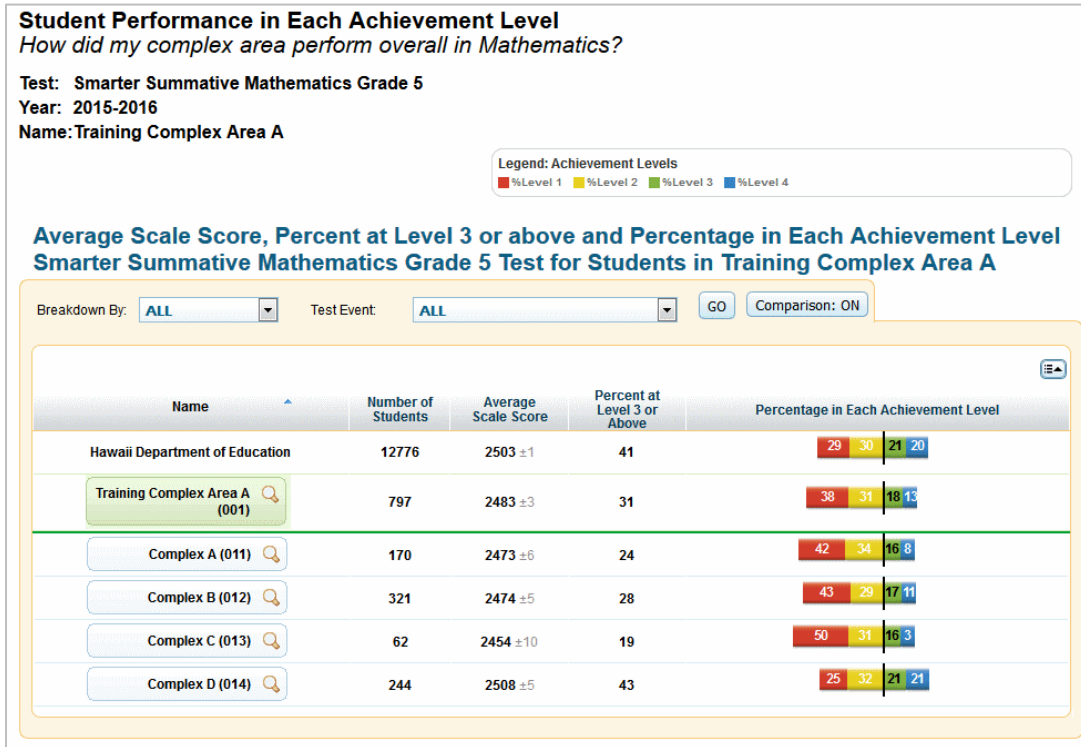 Student Performance in Each Achievement Level
How did my complex area perform overall in Mathematics?
Test: Smarter Summative Mathematics Grade 5
Year: 2015-2016
Name: Training Complex Area A
Legend: Achievement Levels
%Level 1 %Level 2 %Level 3 %Level 4
Average Scale Score, Percent at Level 3 or above and Percentage in Each Achievement Level
Smarter Summative Mathematics Grade 5 Test for Students in Training Complex Area A
Breakdown By: ALL Test Event: ALL GO Comparison: ON
Name Number of Students Average Scale Score Percent at Level 3 or Above Percentage in Each Achievement Level
Hawaii Department of Education 12776 2503 ±1 41 29 30 21 20
Training Complex Area A (001) 797 2483 ±3 31 38 31 18 13
Complex A (011) 170 2473 ±6 24 42 34 16 8
Complex B (012) 321 2474 ±5 28 43 29 17 11
Complex C (013) 62 2454 ±10 19 50 31 16 3
Complex D (014) 244 2508 ±5 43 25 32 21 21